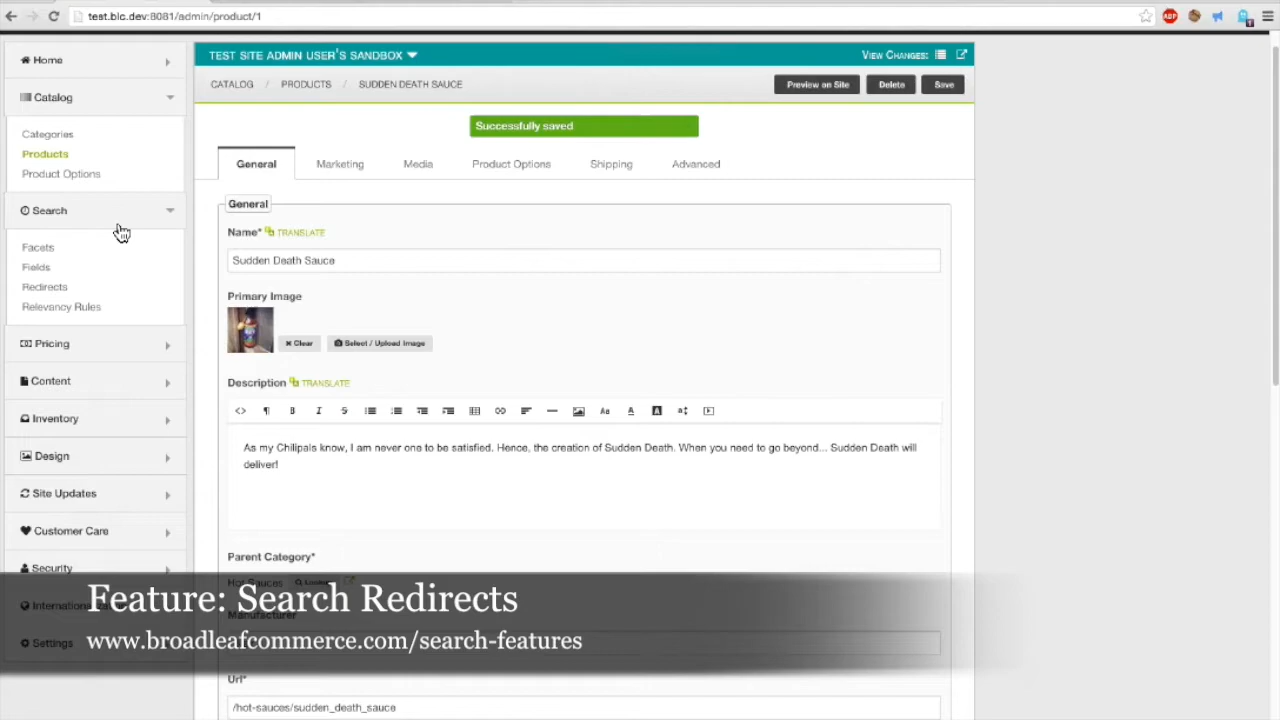 test.blc.dev:8081/admin/product/1
ABP
Home
Catalog
Categories
Products
Product Options
Search
Facets
Fields
Redirects
Relevancy Rules
Pricing
Content
Inventory
Design
Site Updates
Customer Care
Security
Settings
TEST SITE ADMIN USER'S SANDBOX
VIEW CHANGES:
CATALOG / PRODUCTS / SUDDEN DEATH SAUCE
Preview on Site
Delete
Save
Successfully saved
General
Marketing
Media
Product Options
Shipping
Advanced
General
Name* TRANSLATE
Sudden Death Sauce
Primary Image
Clear
Select / Upload Image
Description TRANSLATE
As my Chilipals know, I am never one to be satisfied. Hence, the creation of Sudden Death. When you need to go beyond... Sudden Death will
deliver!
Parent Category*
Hot Sauces
Manufacturer
Url*
/hot-sauces/sudden_death_sauce
Feature: Search Redirects
www.broadleafcommerce.com/search-features